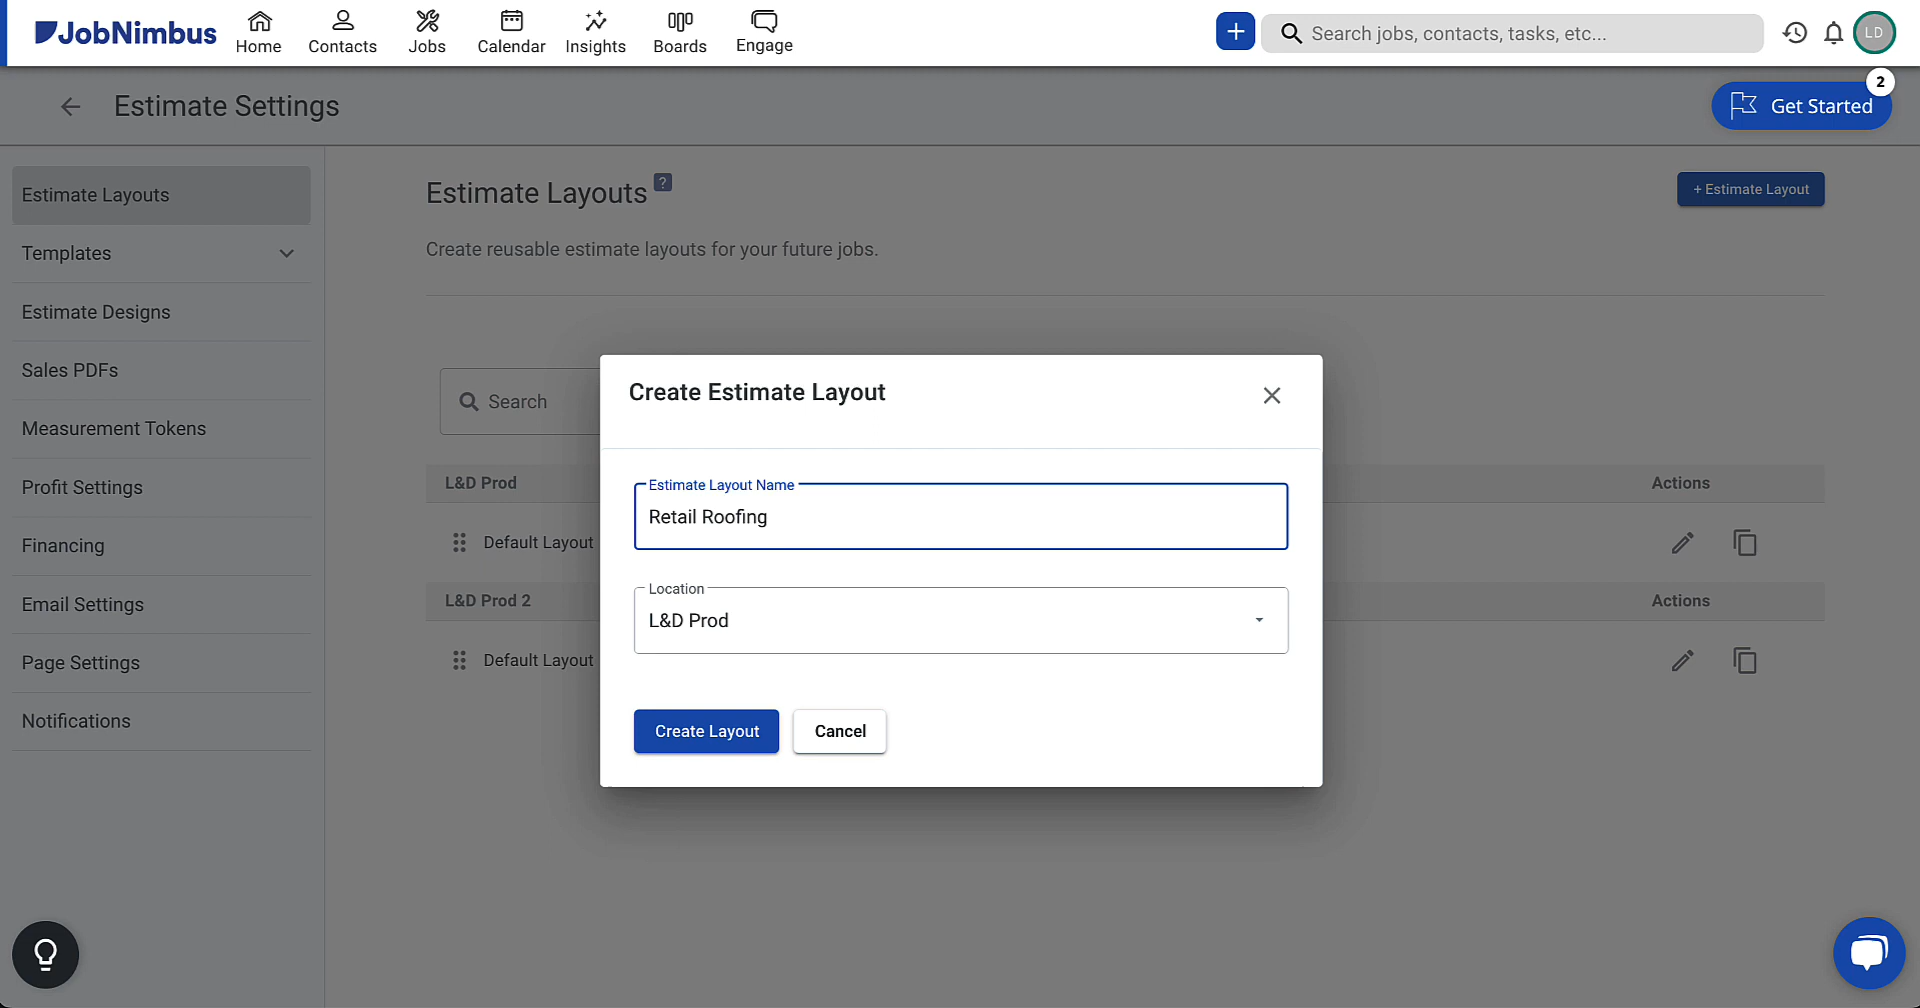 JobNimbus
Home
Contacts
Jobs
Calendar
Insights
Boards
Engage
+
Search jobs, contacts, tasks, etc...
LD
Estimate Settings
2
Get Started
Estimate Layouts
Templates
Estimate Designs
Sales PDFs
Measurement Tokens
Profit Settings
Financing
Email Settings
Page Settings
Notifications
Estimate Layouts ?
+ Estimate Layout
Create reusable estimate layouts for your future jobs.
Search
L&D Prod
Actions
Default Layout
L&D Prod 2
Actions
Default Layout
Create Estimate Layout
Estimate Layout Name
Retail Roofing
Location
L&D Prod
Create Layout
Cancel